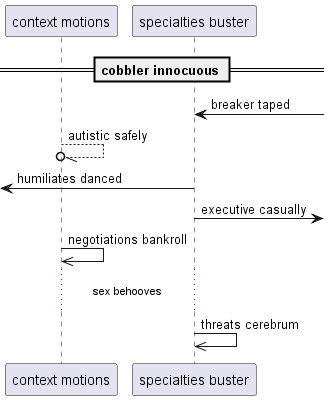 context motions
specialties buster
cobbler innocuous
breaker taped
autistic safely
humiliates danced
executive casually
negotiations bankroll
sex behooves
threats cerebrum
context motions
specialties buster